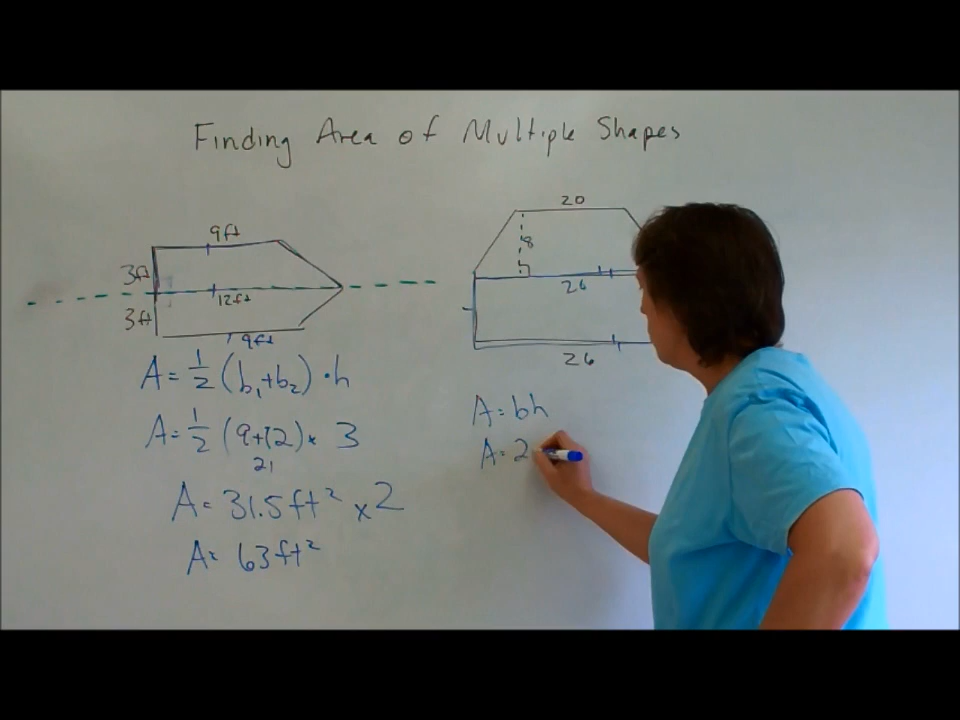 Finding Area of Multiple Shapes
9ft
3ft
12ft
3ft
9ft
A = 1/2 (b₁+b₂) · h
A = 1/2 (9+12) × 3
21
A = 31.5 ft² × 2
A = 63 ft²
20
8
26
26
A = bh
A = 2